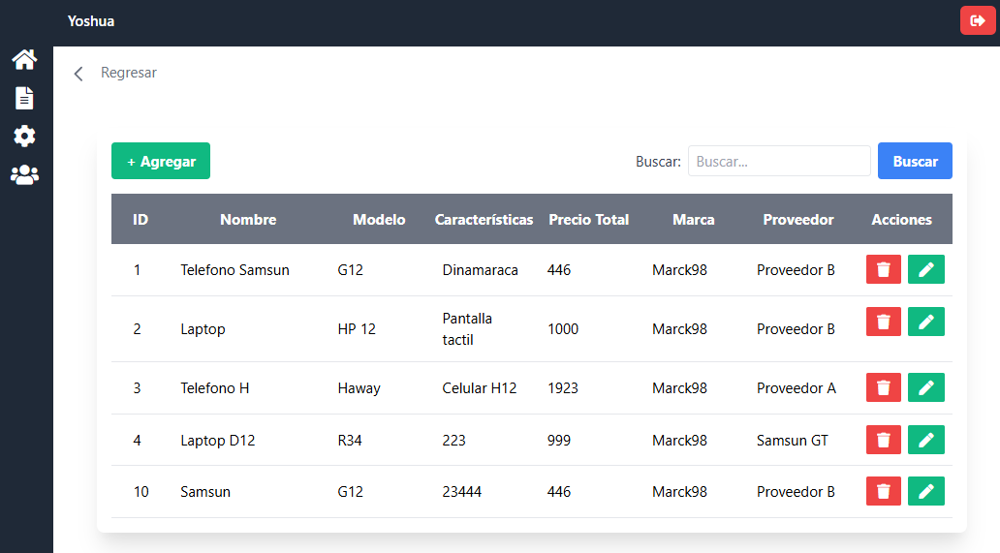 Yoshua
Regresar
+ Agregar
Buscar: Buscar... Buscar
ID Nombre Modelo Características Precio Total Marca Proveedor Acciones
1 Telefono Samsun G12 Dinamaraca 446 Marck98 Proveedor B
2 Laptop HP 12 Pantalla tactil 1000 Marck98 Proveedor B
3 Telefono H Haway Celular H12 1923 Marck98 Proveedor A
4 Laptop D12 R34 223 999 Marck98 Samsun GT
10 Samsun G12 23444 446 Marck98 Proveedor B